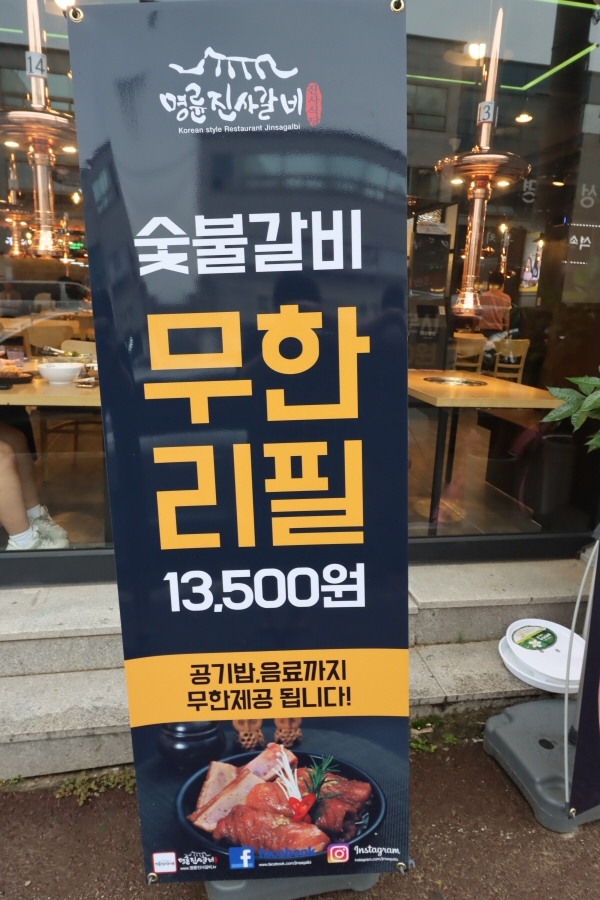 14
3
명륜진사갈비
Korean style Restaurant Jinsagalbi
숯불갈비
무한
리필
13,500원
공기밥.음료까지
무한제공 됩니다!
명륜진사갈비
facebook
Instagram